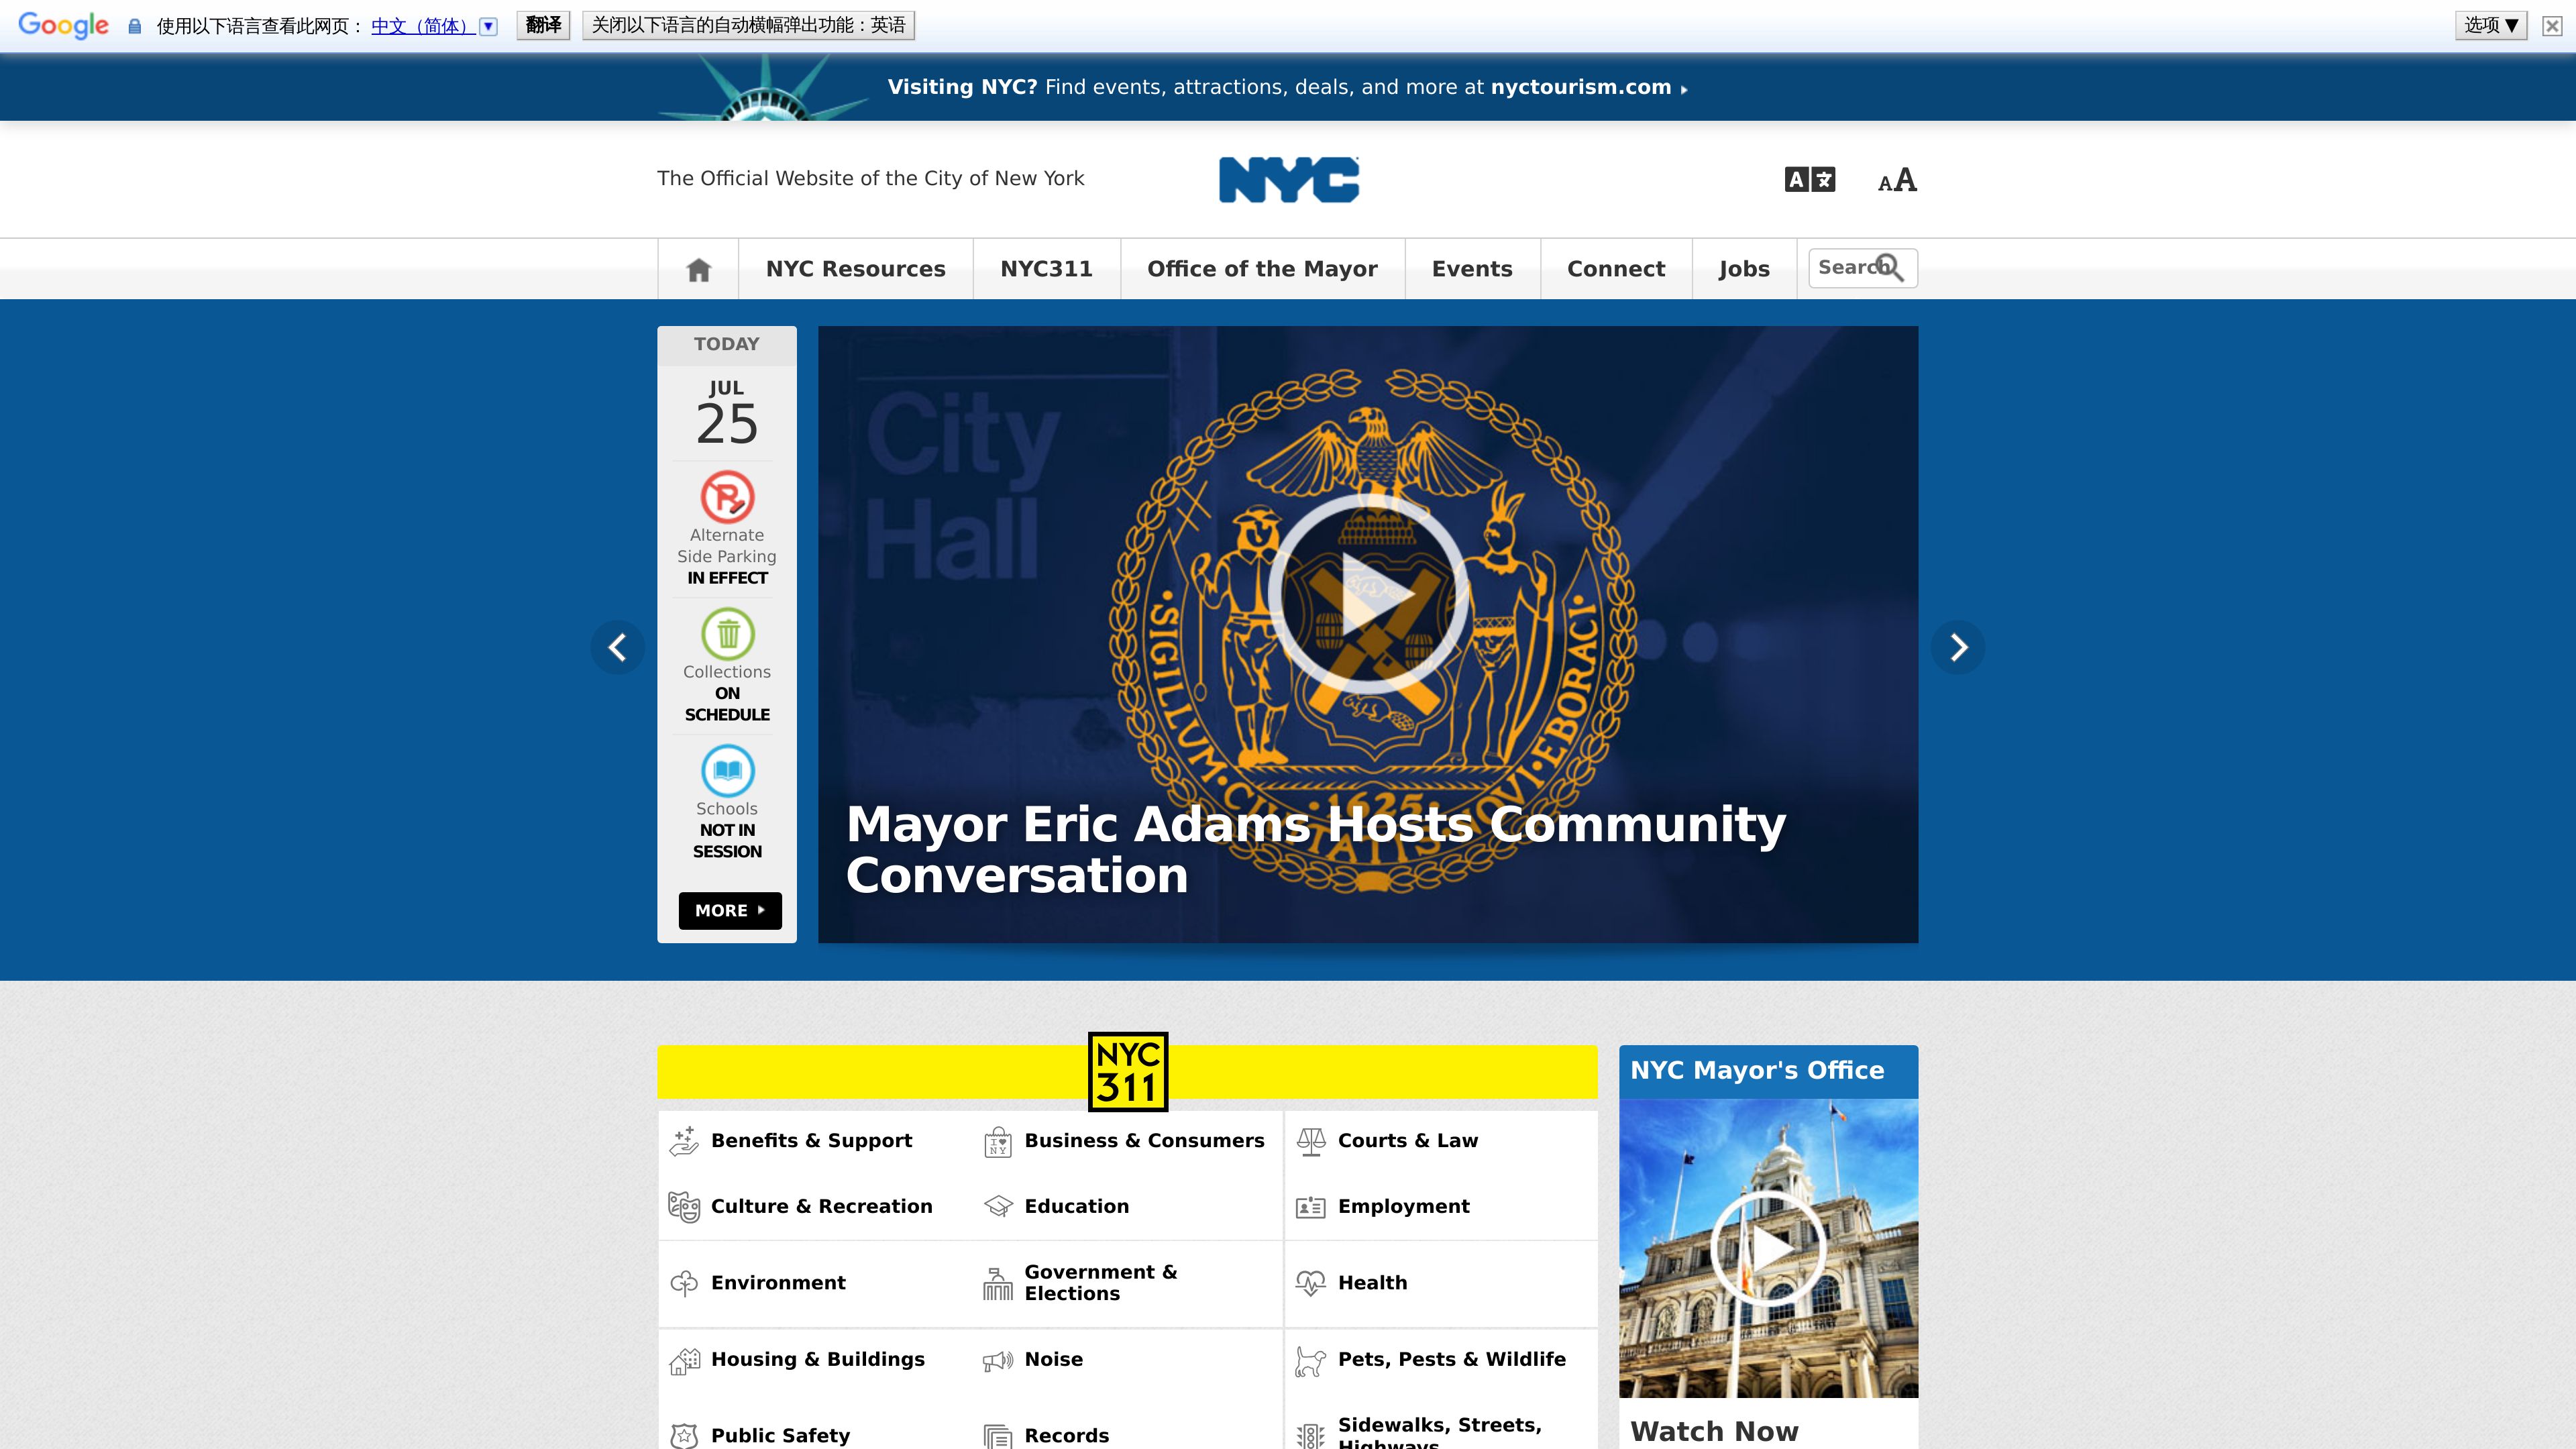 Google 使用以下语言查看此网页： 中文（简体） ▼ 翻译 关闭以下语言的自动横幅弹出功能：英语 选项 ▼
Visiting NYC? Find events, attractions, deals, and more at nyctourism.com
The Official Website of the City of New York
NYC
A 文 AA
NYC Resources NYC311 Office of the Mayor Events Connect Jobs Search
TODAY
JUL
25
Alternate
Side Parking
IN EFFECT
Collections
ON
SCHEDULE
Schools
NOT IN
SESSION
MORE
City
Hall
SIGILLUM·CIVITATIS·NOVI·EBORACI
·1625·
Mayor Eric Adams Hosts Community
Conversation
NYC
311
Benefits & Support
I ♥
NY
Business & Consumers
Courts & Law
Culture & Recreation
Education
Employment
Environment
Government &
Elections
Health
Housing & Buildings
Noise
Pets, Pests & Wildlife
Public Safety
Records
Sidewalks, Streets,
Highways
NYC Mayor's Office
Watch Now